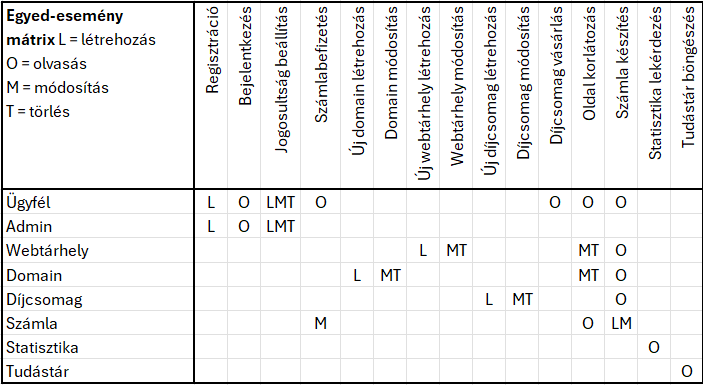 Egyed-esemény
mátrix L = létrehozás
O = olvasás
M = módosítás
T = törlés
Regisztráció
Bejelentkezés
Jogosultság beállítás
Számlabefizetés
Új domain létrehozás
Domain módosítás
Új webtárhely létrehozás
Webtárhely módosítás
Új díjcsomag létrehozás
Díjcsomag módosítás
Díjcsomag vásárlás
Oldal korlátozás
Számla készítés
Statisztika lekérdezés
Tudástár böngészés
Ügyfél L O LMT O O O O
Admin L O LMT
Webtárhely L MT MT O
Domain L MT MT O
Díjcsomag L MT O
Számla M O LM
Statisztika O
Tudástár O